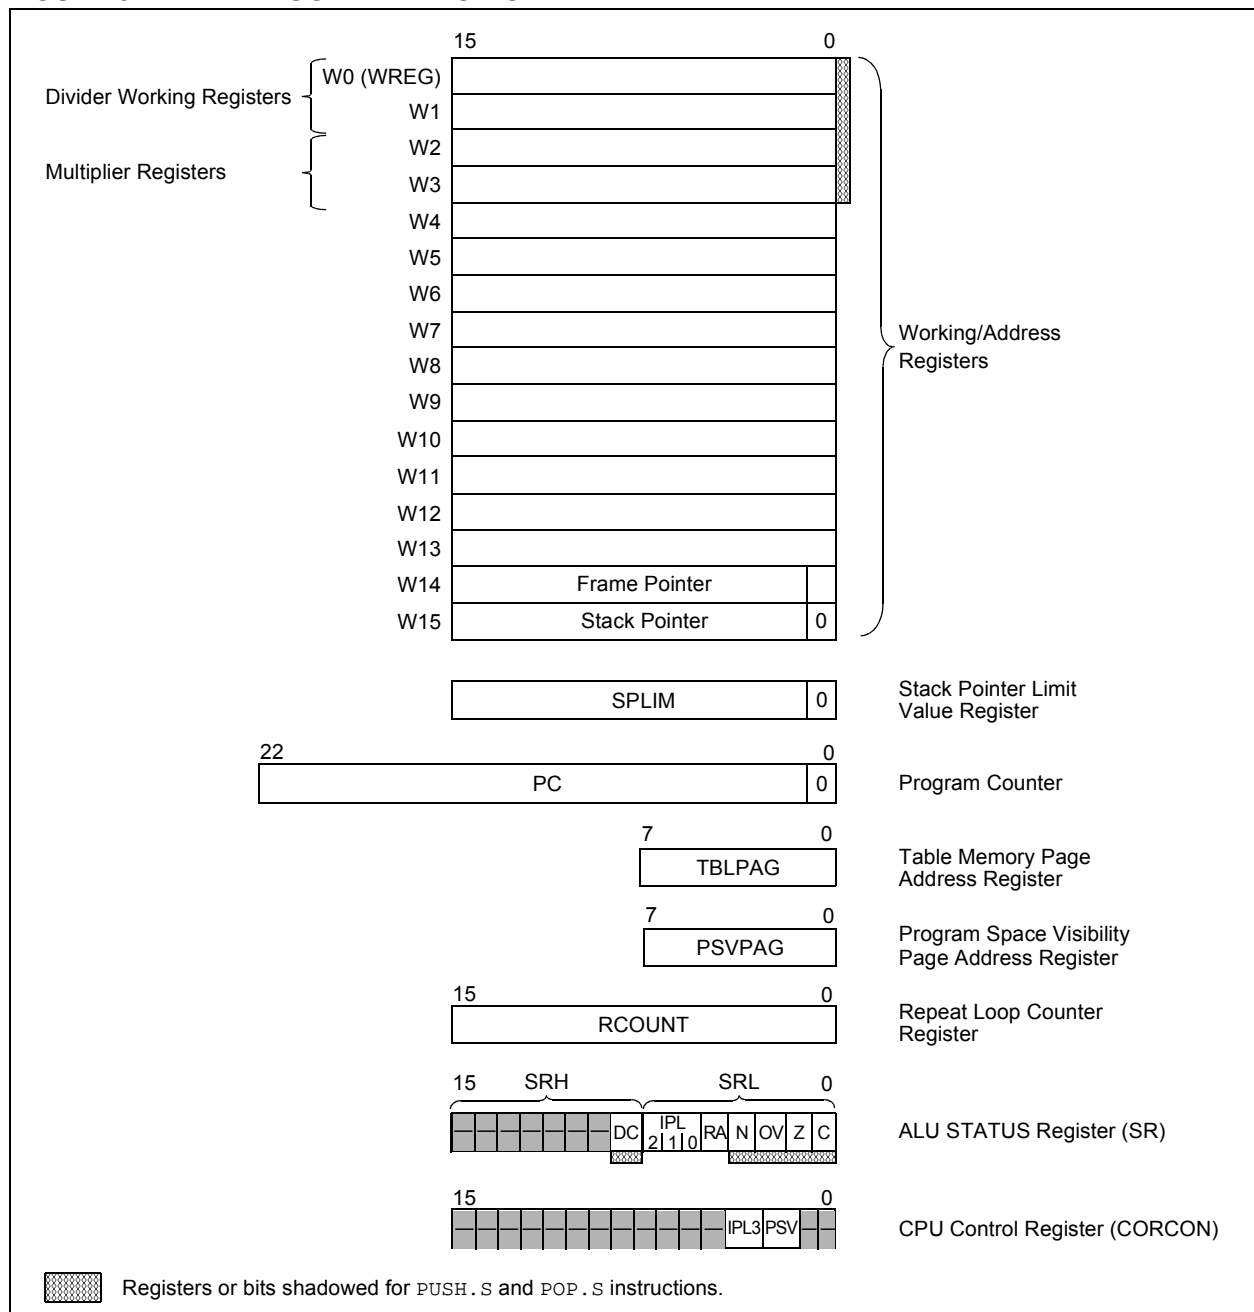 15 0
W0 (WREG)
Divider Working Registers
W1
W2
Multiplier Registers
W3
W4
W5
W6
W7
Working/Address
Registers
W8
W9
W10
W11
W12
W13
W14 Frame Pointer
W15 Stack Pointer 0
SPLIM 0
Stack Pointer Limit
Value Register
22 0
PC 0 Program Counter
7 0
TBLPAG
Table Memory Page
Address Register
7 0
PSVPAG
Program Space Visibility
Page Address Register
15 0
RCOUNT
Repeat Loop Counter
Register
15 SRH SRL 0
— — — — — — — DC IPL 2 1 0 RA N OV Z C ALU STATUS Register (SR)
15 0
— — — — — — — — — — — — IPL3 PSV — — CPU Control Register (CORCON)
Registers or bits shadowed for PUSH.S and POP.S instructions.